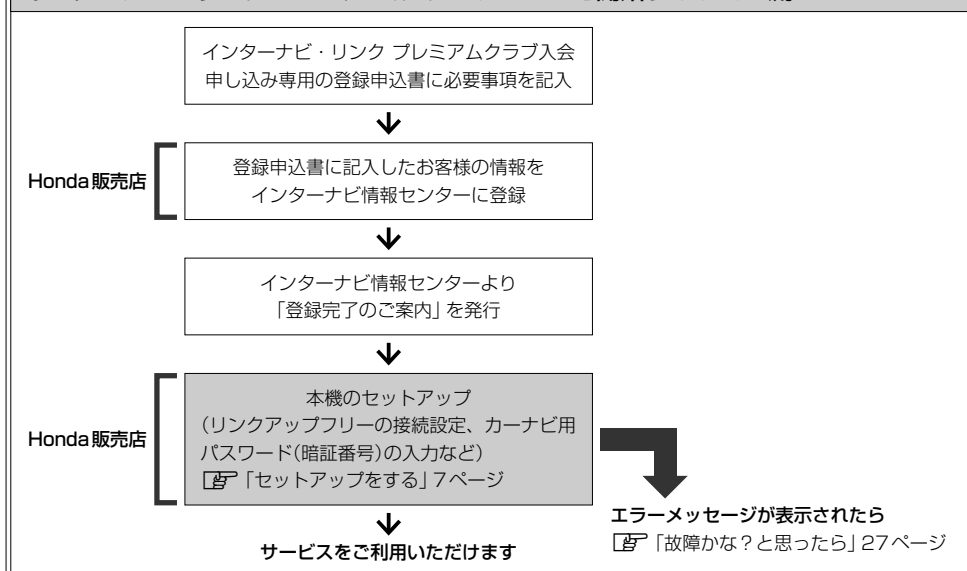 インターナビ・リンク プレミアムクラブ入会
申し込み専用の登録申込書に必要事項を記入
Honda販売店
登録申込書に記入したお客様の情報を
インターナビ情報センターに登録
インターナビ情報センターより
「登録完了のご案内」を発行
Honda販売店
本機のセットアップ
(リンクアップフリーの接続設定、カーナビ用
パスワード(暗証番号)の入力など)
「セットアップをする」7ページ
エラーメッセージが表示されたら
「故障かな？と思ったら」27ページ
サービスをご利用いただけます